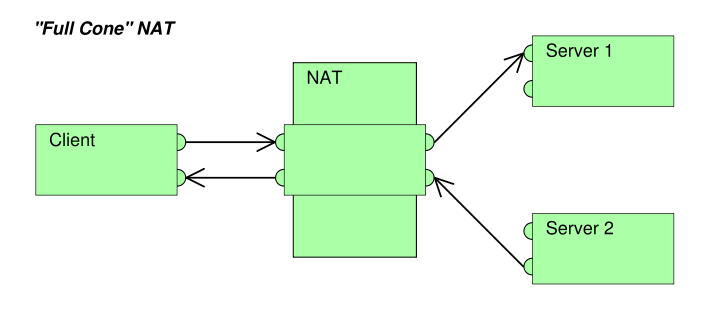 "Full Cone" NAT
Server 1
NAT
Client
Server 2